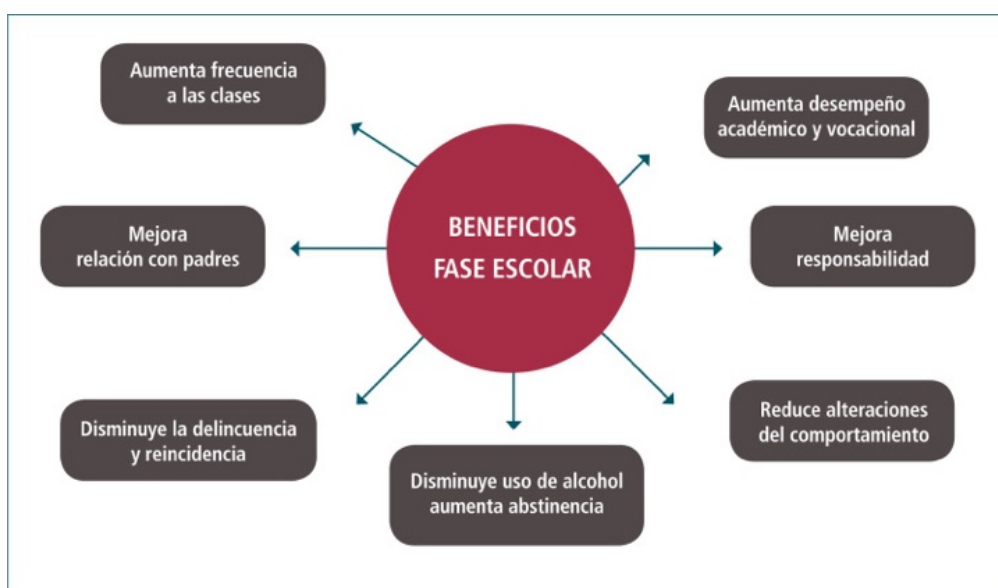 Aumenta frecuencia
a las clases
Aumenta desempeño
académico y vocacional
BENEFICIOS
FASE ESCOLAR
Mejora
relación con padres
Mejora
responsabilidad
Disminuye la delincuencia
y reincidencia
Disminuye uso de alcohol
aumenta abstinencia
Reduce alteraciones
del comportamiento